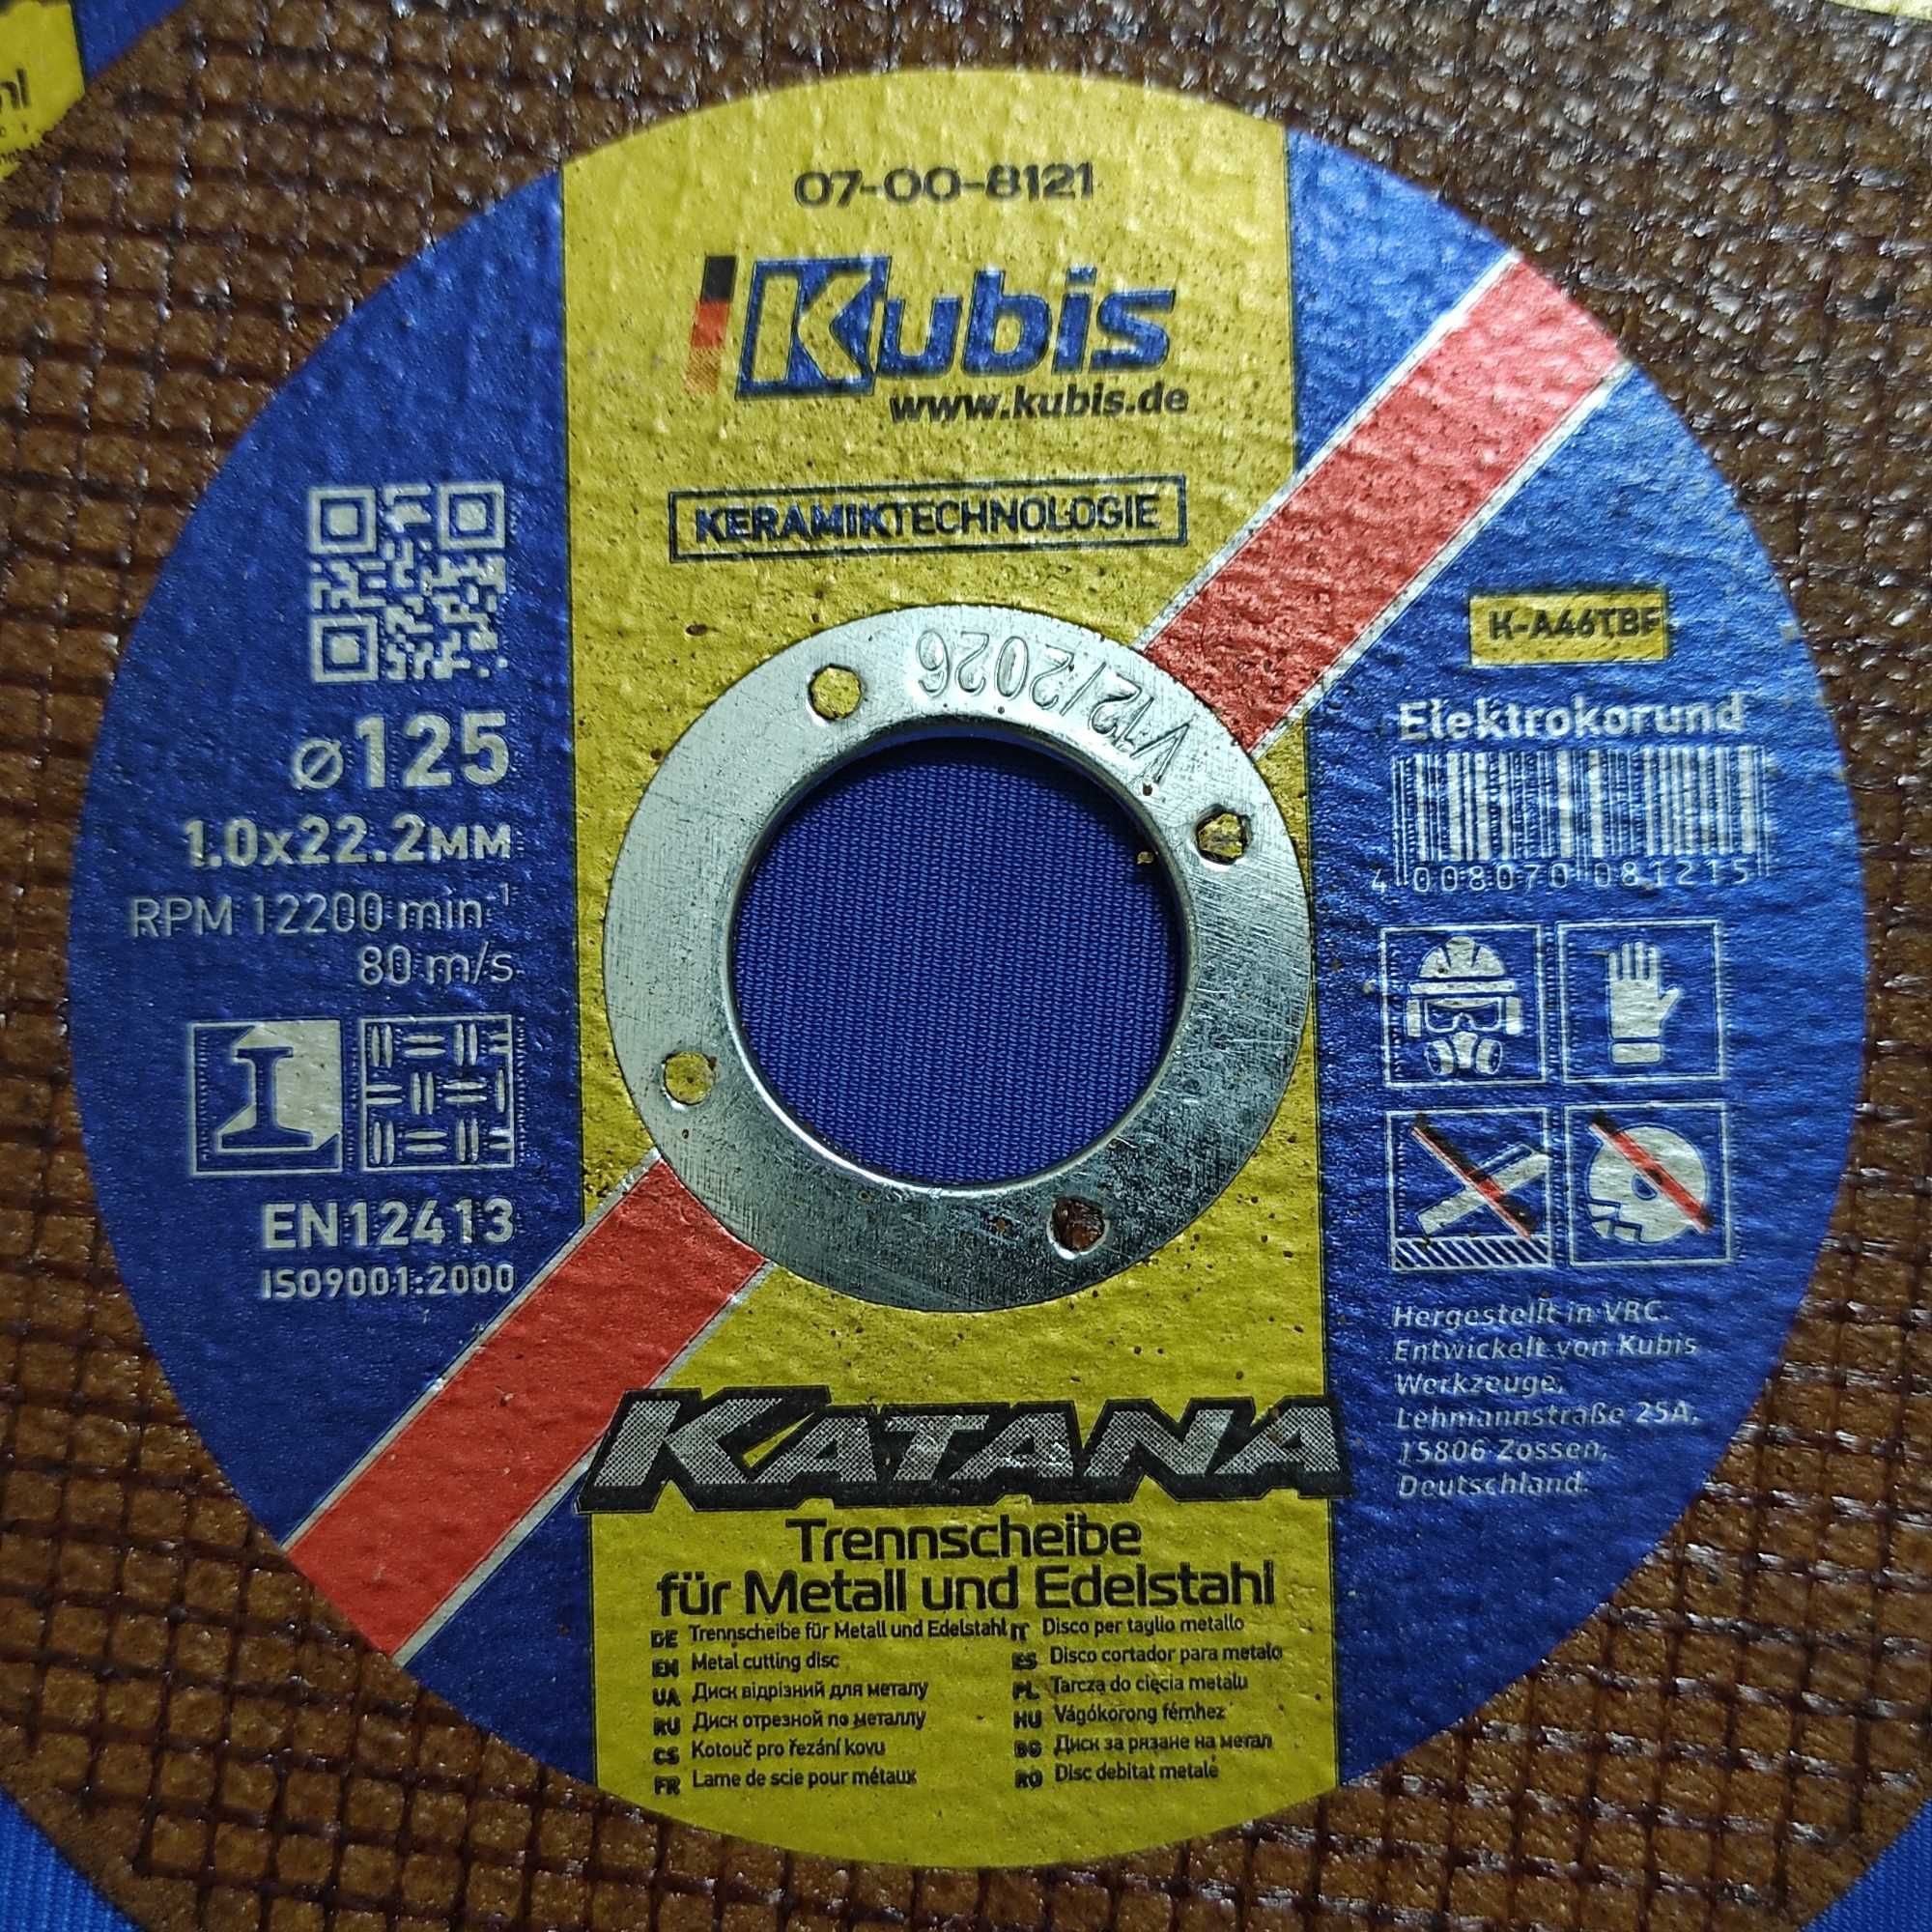 07-00-8121
Kubis
www.kubis.de
KERAMIKTECHNOLOGIE
V12/2026
ø125
1.0x22.2мм
RPM 12200 min⁻¹
80 m/s
EN12413
ISO9001:2000
K-A46TBF
Elektrokorund
4 008070 081215
Hergestellt in VRC.
Entwickelt von Kubis
Werkzeuge,
Lehmannstraße 25A,
15806 Zossen,
Deutschland.
KATANA
Trennscheibe
für Metall und Edelstahl
DE Trennscheibe für Metall und Edelstahl
EN Metal cutting disc
UA Диск відрізний для металу
RU Диск отрезной по металлу
CS Kotouč pro řezání kovu
FR Lame de scie pour métaux
IT Disco per taglio metallo
ES Disco cortador para metalo
PL Tarcza do cięcia metalu
HU Vágókorong fémhez
BG Диск за рязане на метал
RO Disc debitat metale